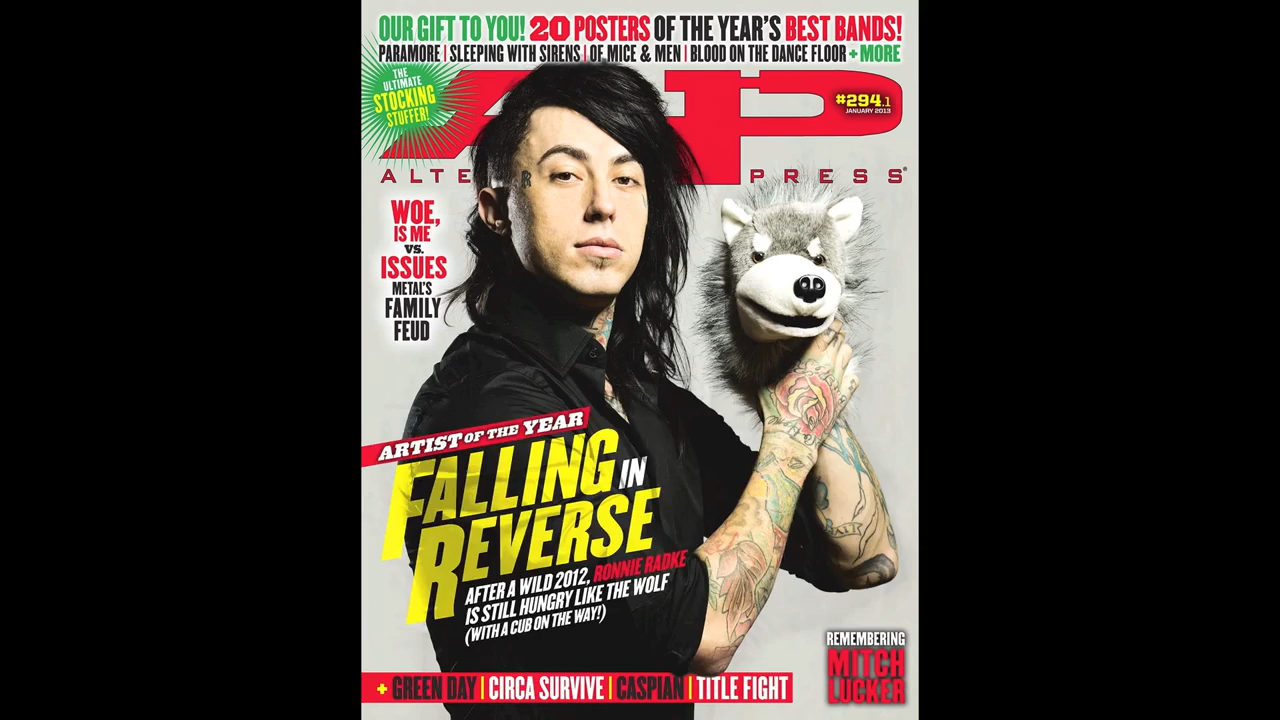 OUR GIFT TO YOU! 20 POSTERS OF THE YEAR'S BEST BANDS!
PARAMORE | SLEEPING WITH SIRENS | OF MICE & MEN | BLOOD ON THE DANCE FLOOR + MORE
THE
ULTIMATE
STOCKING
STUFFER!
AP
#294.1
JANUARY 2013
ALTE PRESS®
WOE,
IS ME
VS.
ISSUES
METAL'S
FAMILY
FEUD
ARTIST OF THE YEAR
FALLING IN
REVERSE
AFTER A WILD 2012, RONNIE RADKE
IS STILL HUNGRY LIKE THE WOLF
(WITH A CUB ON THE WAY!)
REMEMBERING
MITCH
LUCKER
+ GREEN DAY | CIRCA SURVIVE | CASPIAN | TITLE FIGHT